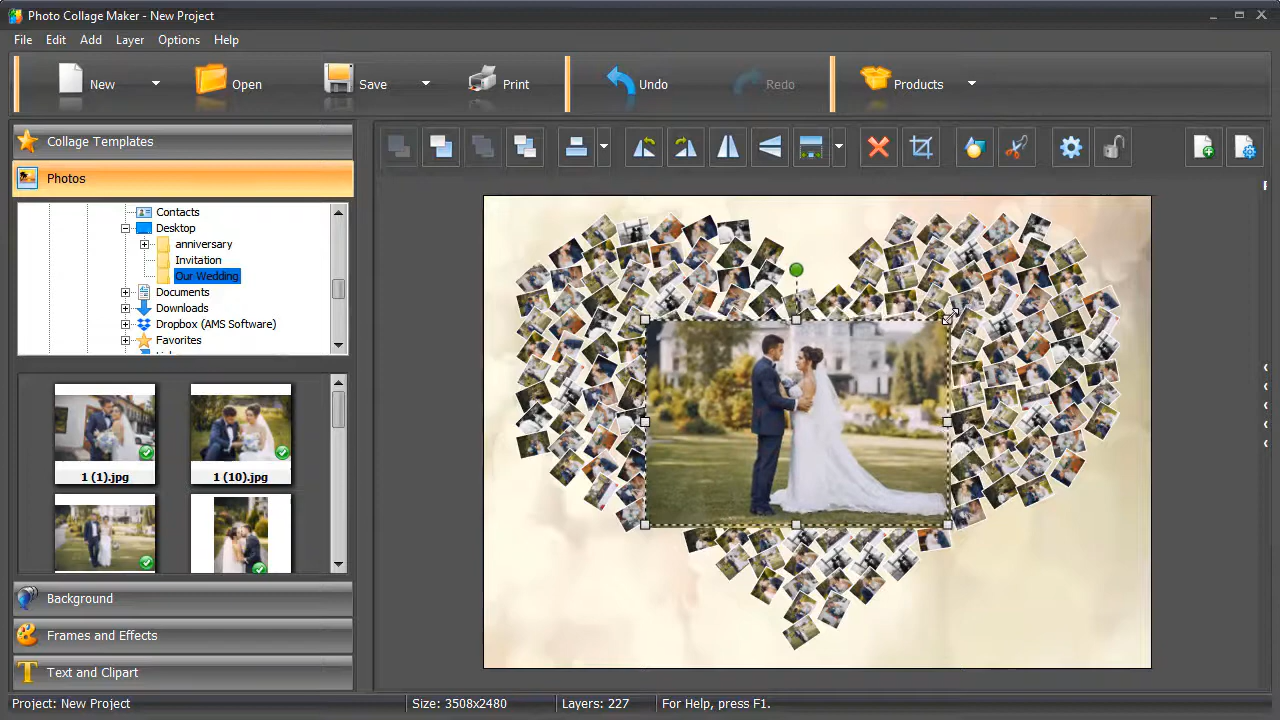 Photo Collage Maker - New Project
File Edit Add Layer Options Help
New Open Save Print Undo Redo Products
Collage Templates
Photos
Contacts
Desktop
anniversary
Invitation
Our Wedding
Documents
Downloads
Dropbox (AMS Software)
Favorites
1 (1).jpg 1 (10).jpg
Background
Frames and Effects
T Text and Clipart
Project: New Project Size: 3508x2480 Layers: 227 For Help, press F1.